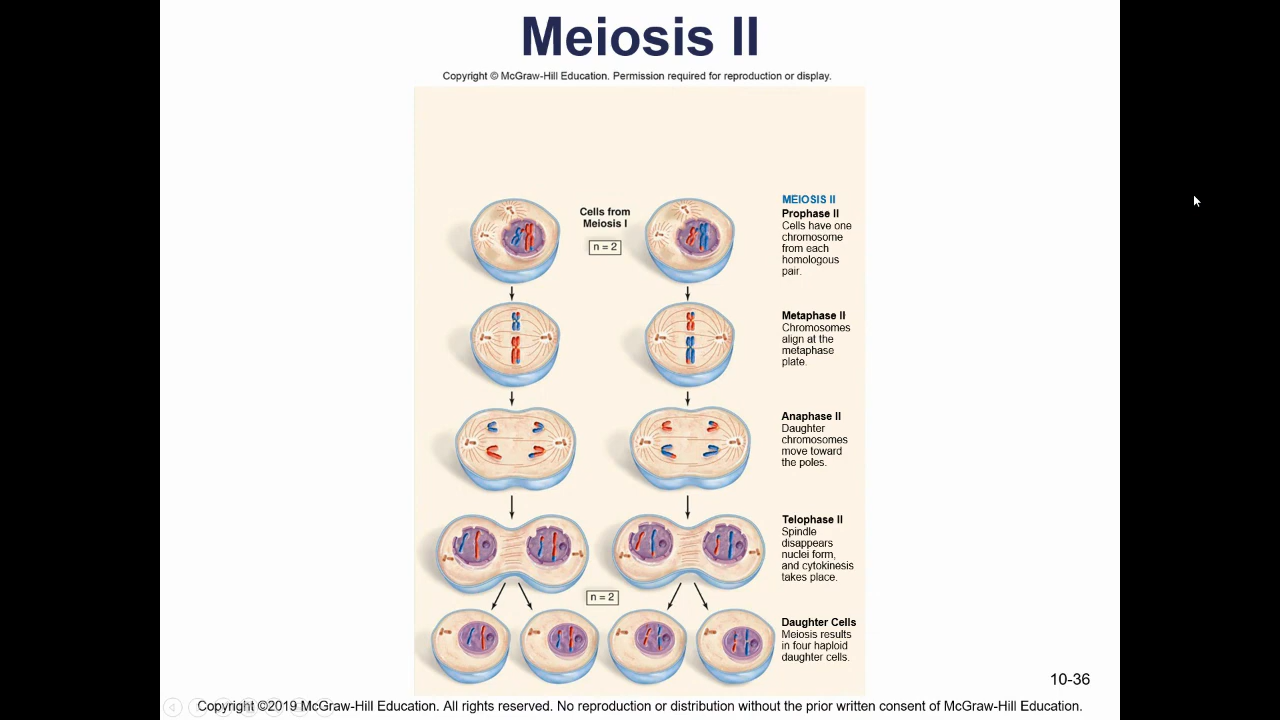 Meiosis II
Copyright © McGraw-Hill Education. Permission required for reproduction or display.
Cells from
Meiosis I
n = 2
MEIOSIS II
Prophase II
Cells have one
chromosome
from each
homologous
pair.
Metaphase II
Chromosomes
align at the
metaphase
plate.
Anaphase II
Daughter
chromosomes
move toward
the poles.
Telophase II
Spindle
disappears
nuclei form,
and cytokinesis
takes place.
n = 2
Daughter Cells
Meiosis results
in four haploid
daughter cells.
10-36
Copyright ©2019 McGraw-Hill Education. All rights reserved. No reproduction or distribution without the prior written consent of McGraw-Hill Education.